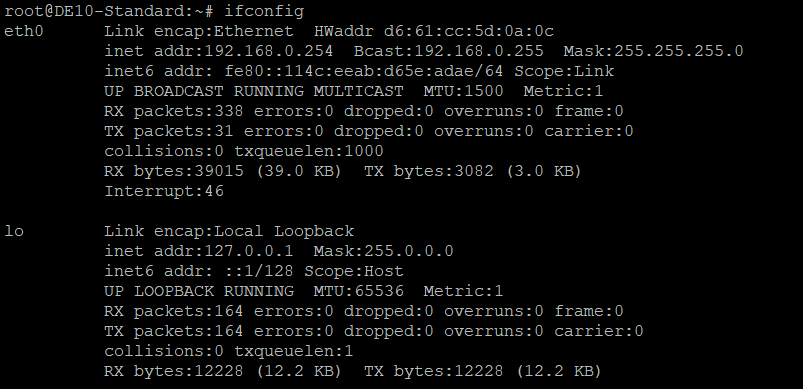 root@DE10-Standard:~# ifconfig
eth0      Link encap:Ethernet  HWaddr d6:61:cc:5d:0a:0c
          inet addr:192.168.0.254  Bcast:192.168.0.255  Mask:255.255.255.0
          inet6 addr: fe80::114c:eeab:d65e:adae/64 Scope:Link
          UP BROADCAST RUNNING MULTICAST  MTU:1500  Metric:1
          RX packets:338 errors:0 dropped:0 overruns:0 frame:0
          TX packets:31 errors:0 dropped:0 overruns:0 carrier:0
          collisions:0 txqueuelen:1000
          RX bytes:39015 (39.0 KB)  TX bytes:3082 (3.0 KB)
          Interrupt:46

lo        Link encap:Local Loopback
          inet addr:127.0.0.1  Mask:255.0.0.0
          inet6 addr: ::1/128 Scope:Host
          UP LOOPBACK RUNNING  MTU:65536  Metric:1
          RX packets:164 errors:0 dropped:0 overruns:0 frame:0
          TX packets:164 errors:0 dropped:0 overruns:0 carrier:0
          collisions:0 txqueuelen:1
          RX bytes:12228 (12.2 KB)  TX bytes:12228 (12.2 KB)